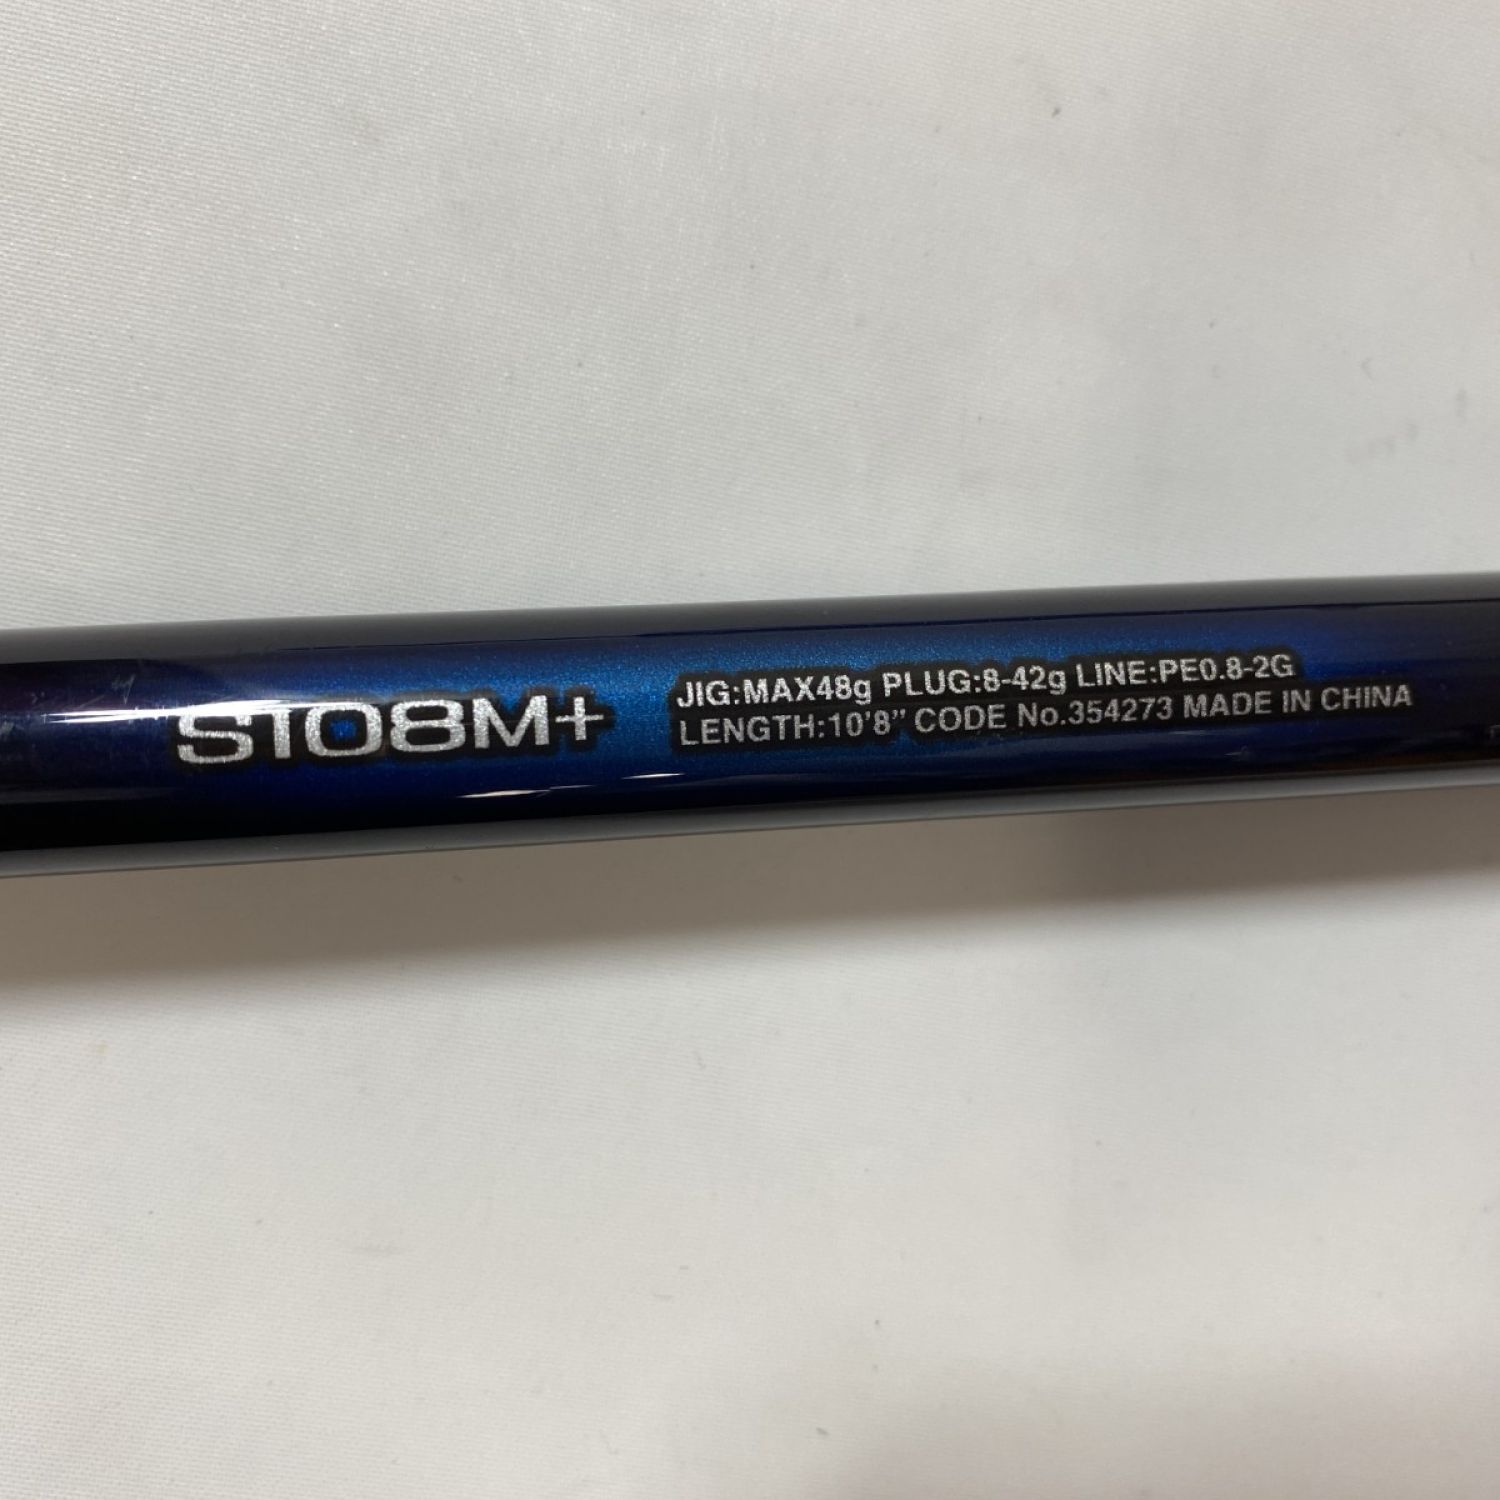 S108M+
JIG:MAX48g PLUG:8-42g LINE:PE0.8-2G
LENGTH:10'8” CODE No.354273 MADE IN CHINA